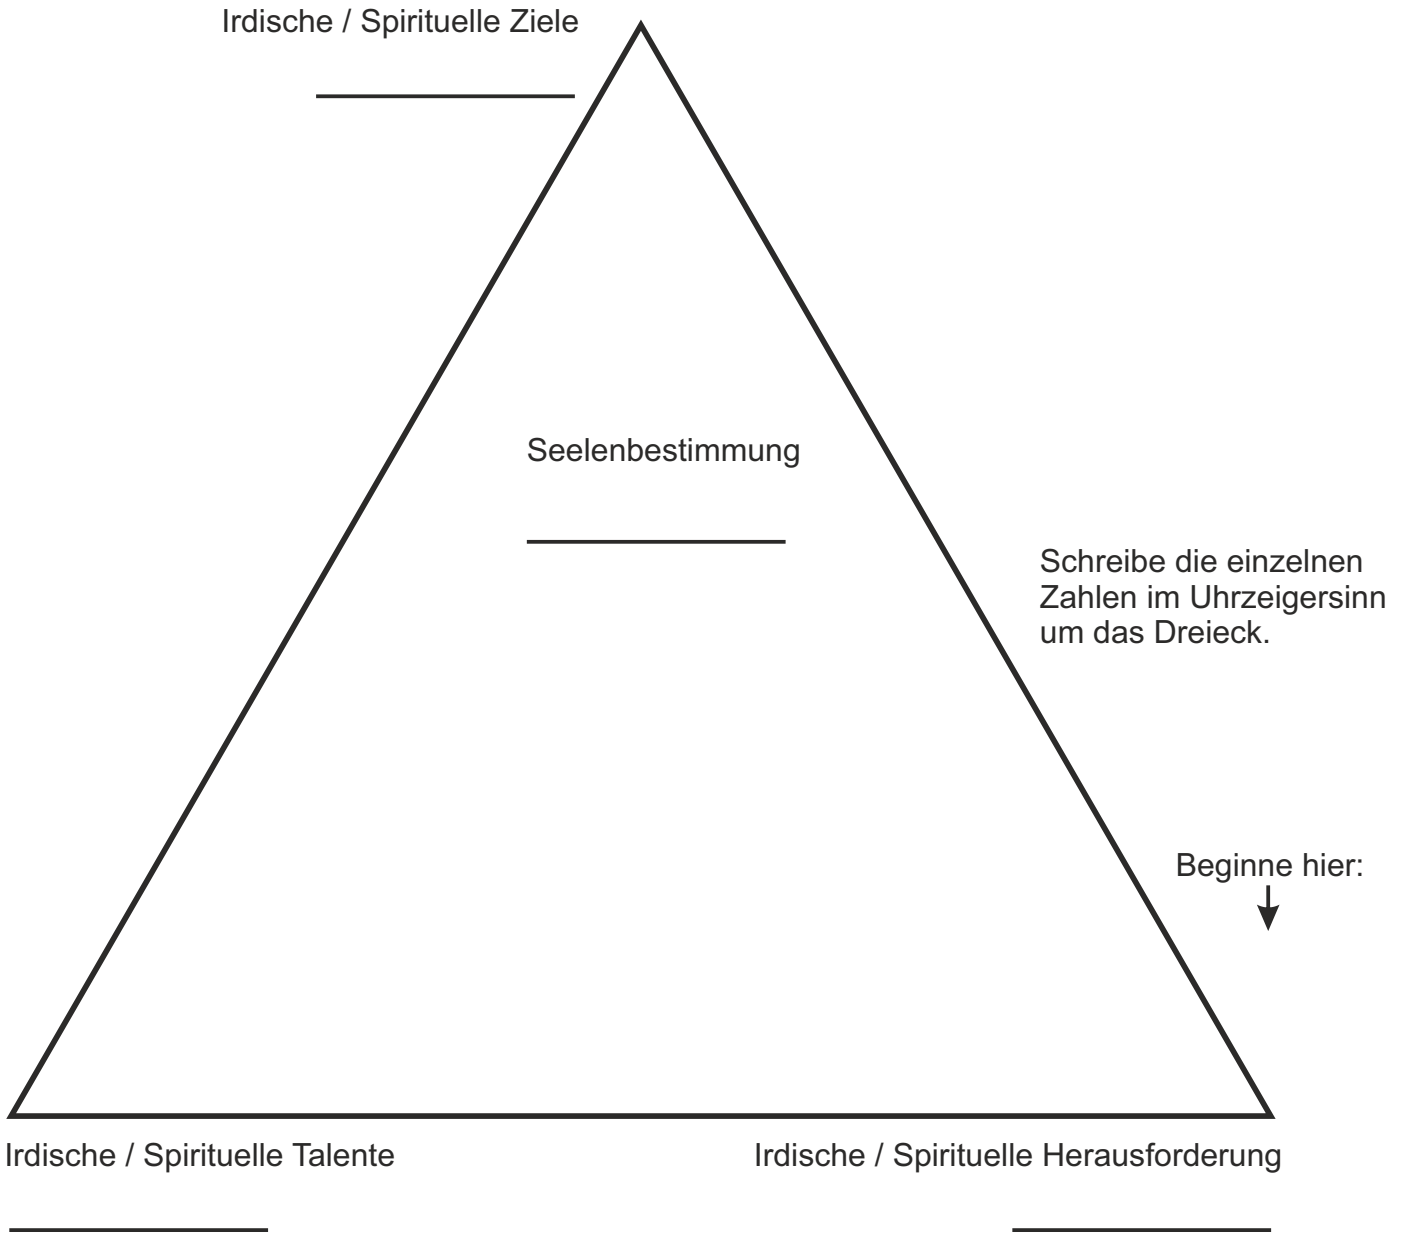 Irdische / Spirituelle Ziele
Seelenbestimmung
Schreibe die einzelnen
Zahlen im Uhrzeigersinn
um das Dreieck.
Beginne hier:
Irdische / Spirituelle Talente
Irdische / Spirituelle Herausforderung